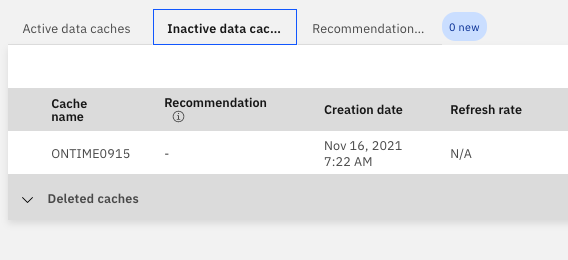 Active data caches
Inactive data cac...
Recommendation...
0 new
Cache name
Recommendation
Creation date
Refresh rate
ONTIME0915
-
Nov 16, 2021
7:22 AM
N/A
Deleted caches